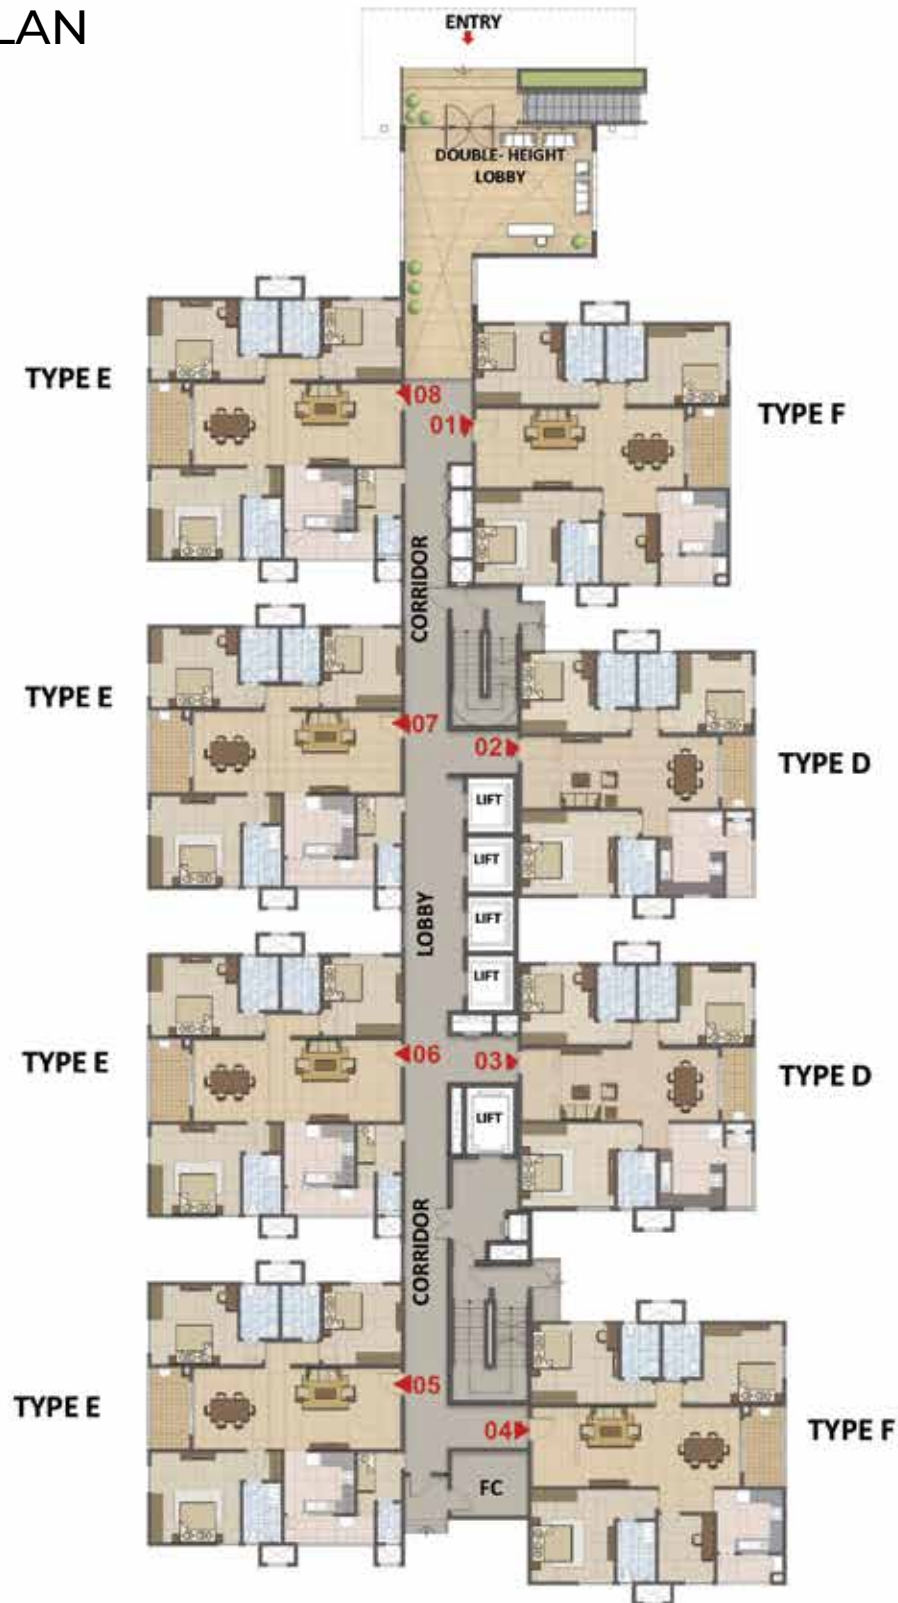 LAN
ENTRY
DOUBLE- HEIGHT
LOBBY
TYPE E
08
01
TYPE F
CORRIDOR
TYPE E
07
02
TYPE D
LIFT
LIFT
LOBBY
LIFT
LIFT
TYPE E
06
03
TYPE D
LIFT
CORRIDOR
TYPE E
05
04
TYPE F
FC